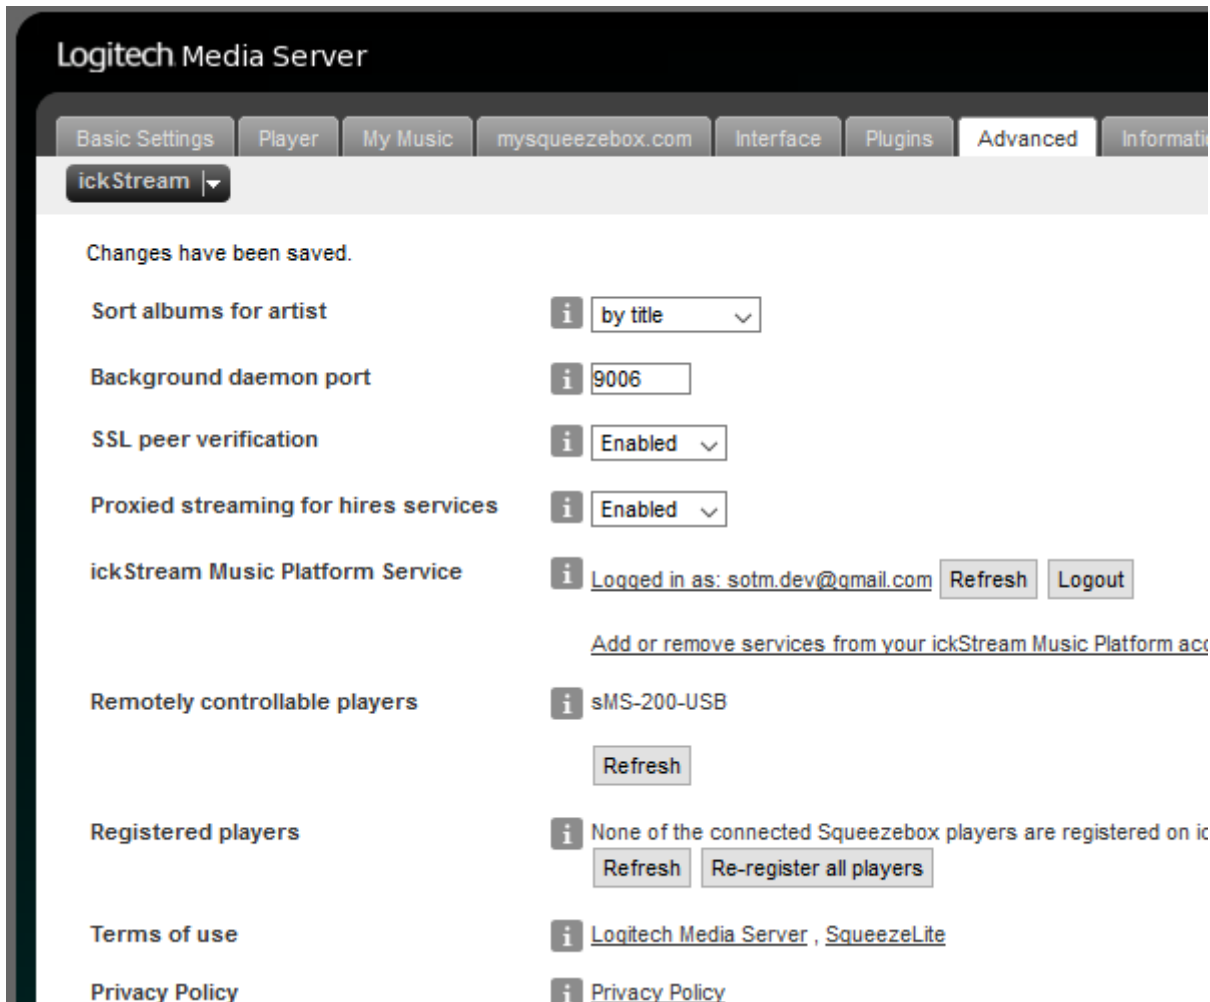 Logitech Media Server
Basic Settings Player My Music mysqueezebox.com Interface Plugins Advanced Informati
ickStream
Changes have been saved.
Sort albums for artist i by title
Background daemon port i 9006
SSL peer verification i Enabled
Proxied streaming for hires services i Enabled
ickStream Music Platform Service i Logged in as: sotm.dev@gmail.com Refresh Logout
Add or remove services from your ickStream Music Platform acc
Remotely controllable players i sMS-200-USB
Refresh
Registered players i None of the connected Squeezebox players are registered on ic
Refresh Re-register all players
Terms of use i Logitech Media Server , SqueezeLite
Privacy Policy i Privacy Policy